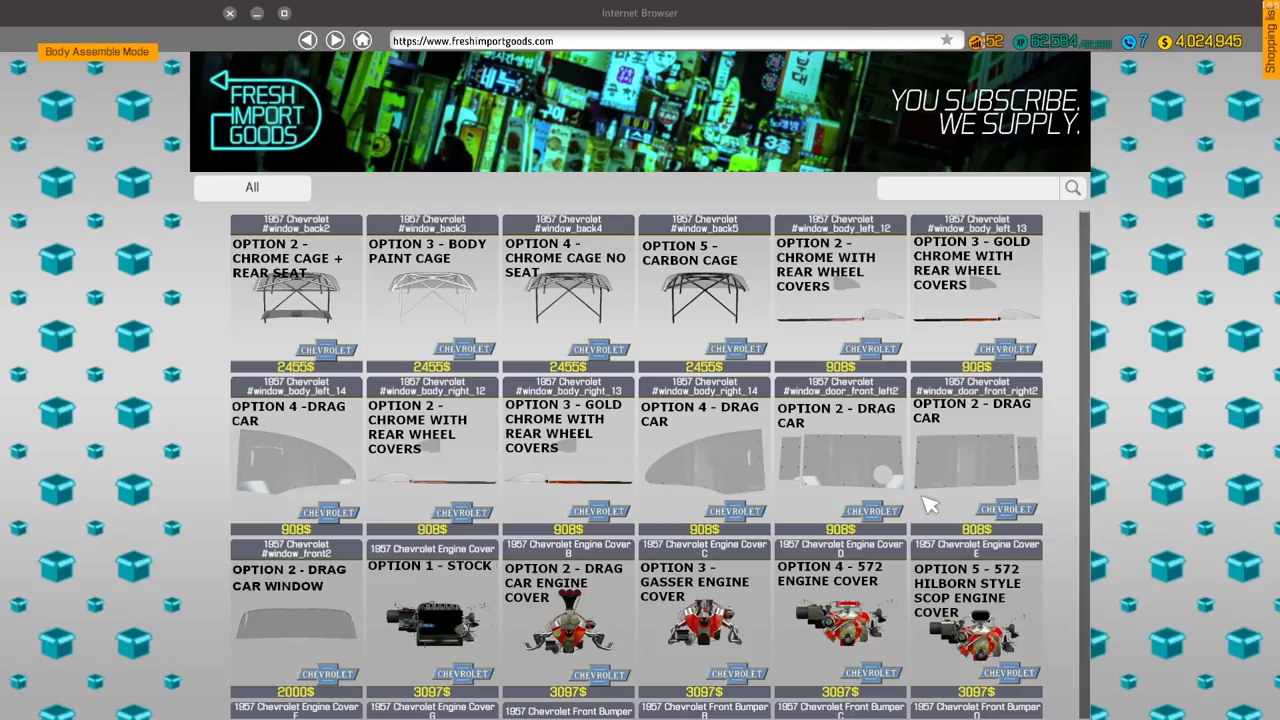 Internet Browser
Shopping list
Body Assemble Mode
https://www.freshimportgoods.com
52
62,584
7
4,024,945
FRESH
IMPORT
GOODS
YOU SUBSCRIBE.
WE SUPPLY.
All
1957 Chevrolet
#window_back2
OPTION 2 -
CHROME CAGE +
REAR SEAT
CHEVROLET
2455$
1957 Chevrolet
#window_back3
OPTION 3 - BODY
PAINT CAGE
CHEVROLET
2455$
1957 Chevrolet
#window_back4
OPTION 4 -
CHROME CAGE NO
SEAT
CHEVROLET
2455$
1957 Chevrolet
#window_back5
OPTION 5 -
CARBON CAGE
CHEVROLET
2455$
1957 Chevrolet
#window_body_left_12
OPTION 2 -
CHROME WITH
REAR WHEEL
COVERS
CHEVROLET
908$
1957 Chevrolet
#window_body_left_13
OPTION 3 - GOLD
CHROME WITH
REAR WHEEL
COVERS
CHEVROLET
908$
1957 Chevrolet
#window_body_left_14
OPTION 4 -DRAG
CAR
CHEVROLET
908$
1957 Chevrolet
#window_body_right_12
OPTION 2 -
CHROME WITH
REAR WHEEL
COVERS
CHEVROLET
908$
1957 Chevrolet
#window_body_right_13
OPTION 3 - GOLD
CHROME WITH
REAR WHEEL
COVERS
CHEVROLET
908$
1957 Chevrolet
#window_body_right_14
OPTION 4 - DRAG
CAR
CHEVROLET
908$
1957 Chevrolet
#window_door_front_left2
OPTION 2 - DRAG
CAR
CHEVROLET
908$
1957 Chevrolet
#window_door_front_right2
OPTION 2 - DRAG
CAR
CHEVROLET
808$
1957 Chevrolet
#window_front2
OPTION 2 - DRAG
CAR WINDOW
CHEVROLET
2000$
1957 Chevrolet Engine Cover
OPTION 1 - STOCK
CHEVROLET
3097$
1957 Chevrolet Engine Cover
B
OPTION 2 - DRAG
CAR ENGINE
COVER
CHEVROLET
3097$
1957 Chevrolet Engine Cover
C
OPTION 3 -
GASSER ENGINE
COVER
CHEVROLET
3097$
1957 Chevrolet Engine Cover
D
OPTION 4 - 572
ENGINE COVER
CHEVROLET
3097$
1957 Chevrolet Engine Cover
E
OPTION 5 - 572
HILBORN STYLE
SCOP ENGINE
COVER
CHEVROLET
3097$
1957 Chevrolet Engine Cover
F
1957 Chevrolet Engine Cover
G
1957 Chevrolet Front Bumper
1957 Chevrolet Front Bumper
B
1957 Chevrolet Front Bumper
C
1957 Chevrolet Front Bumper
D